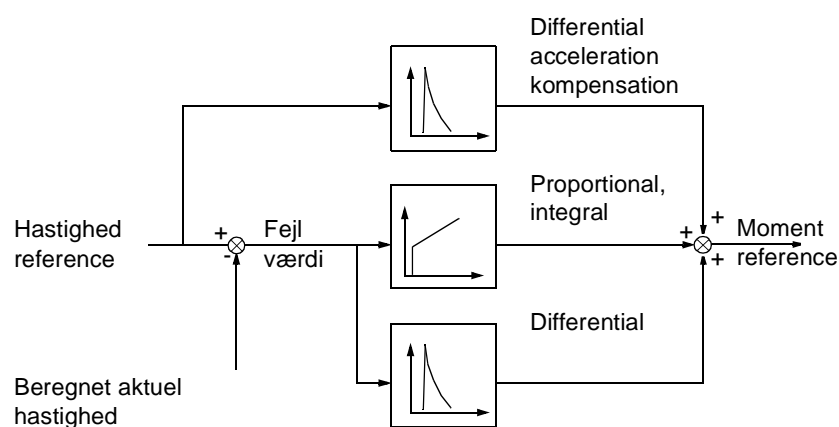 Differential
acceleration
kompensation
Proportional,
integral
Hastighed
reference
+
-
Fejl
værdi
+
+
+
Moment
reference
Differential
Beregnet aktuel
hastighed